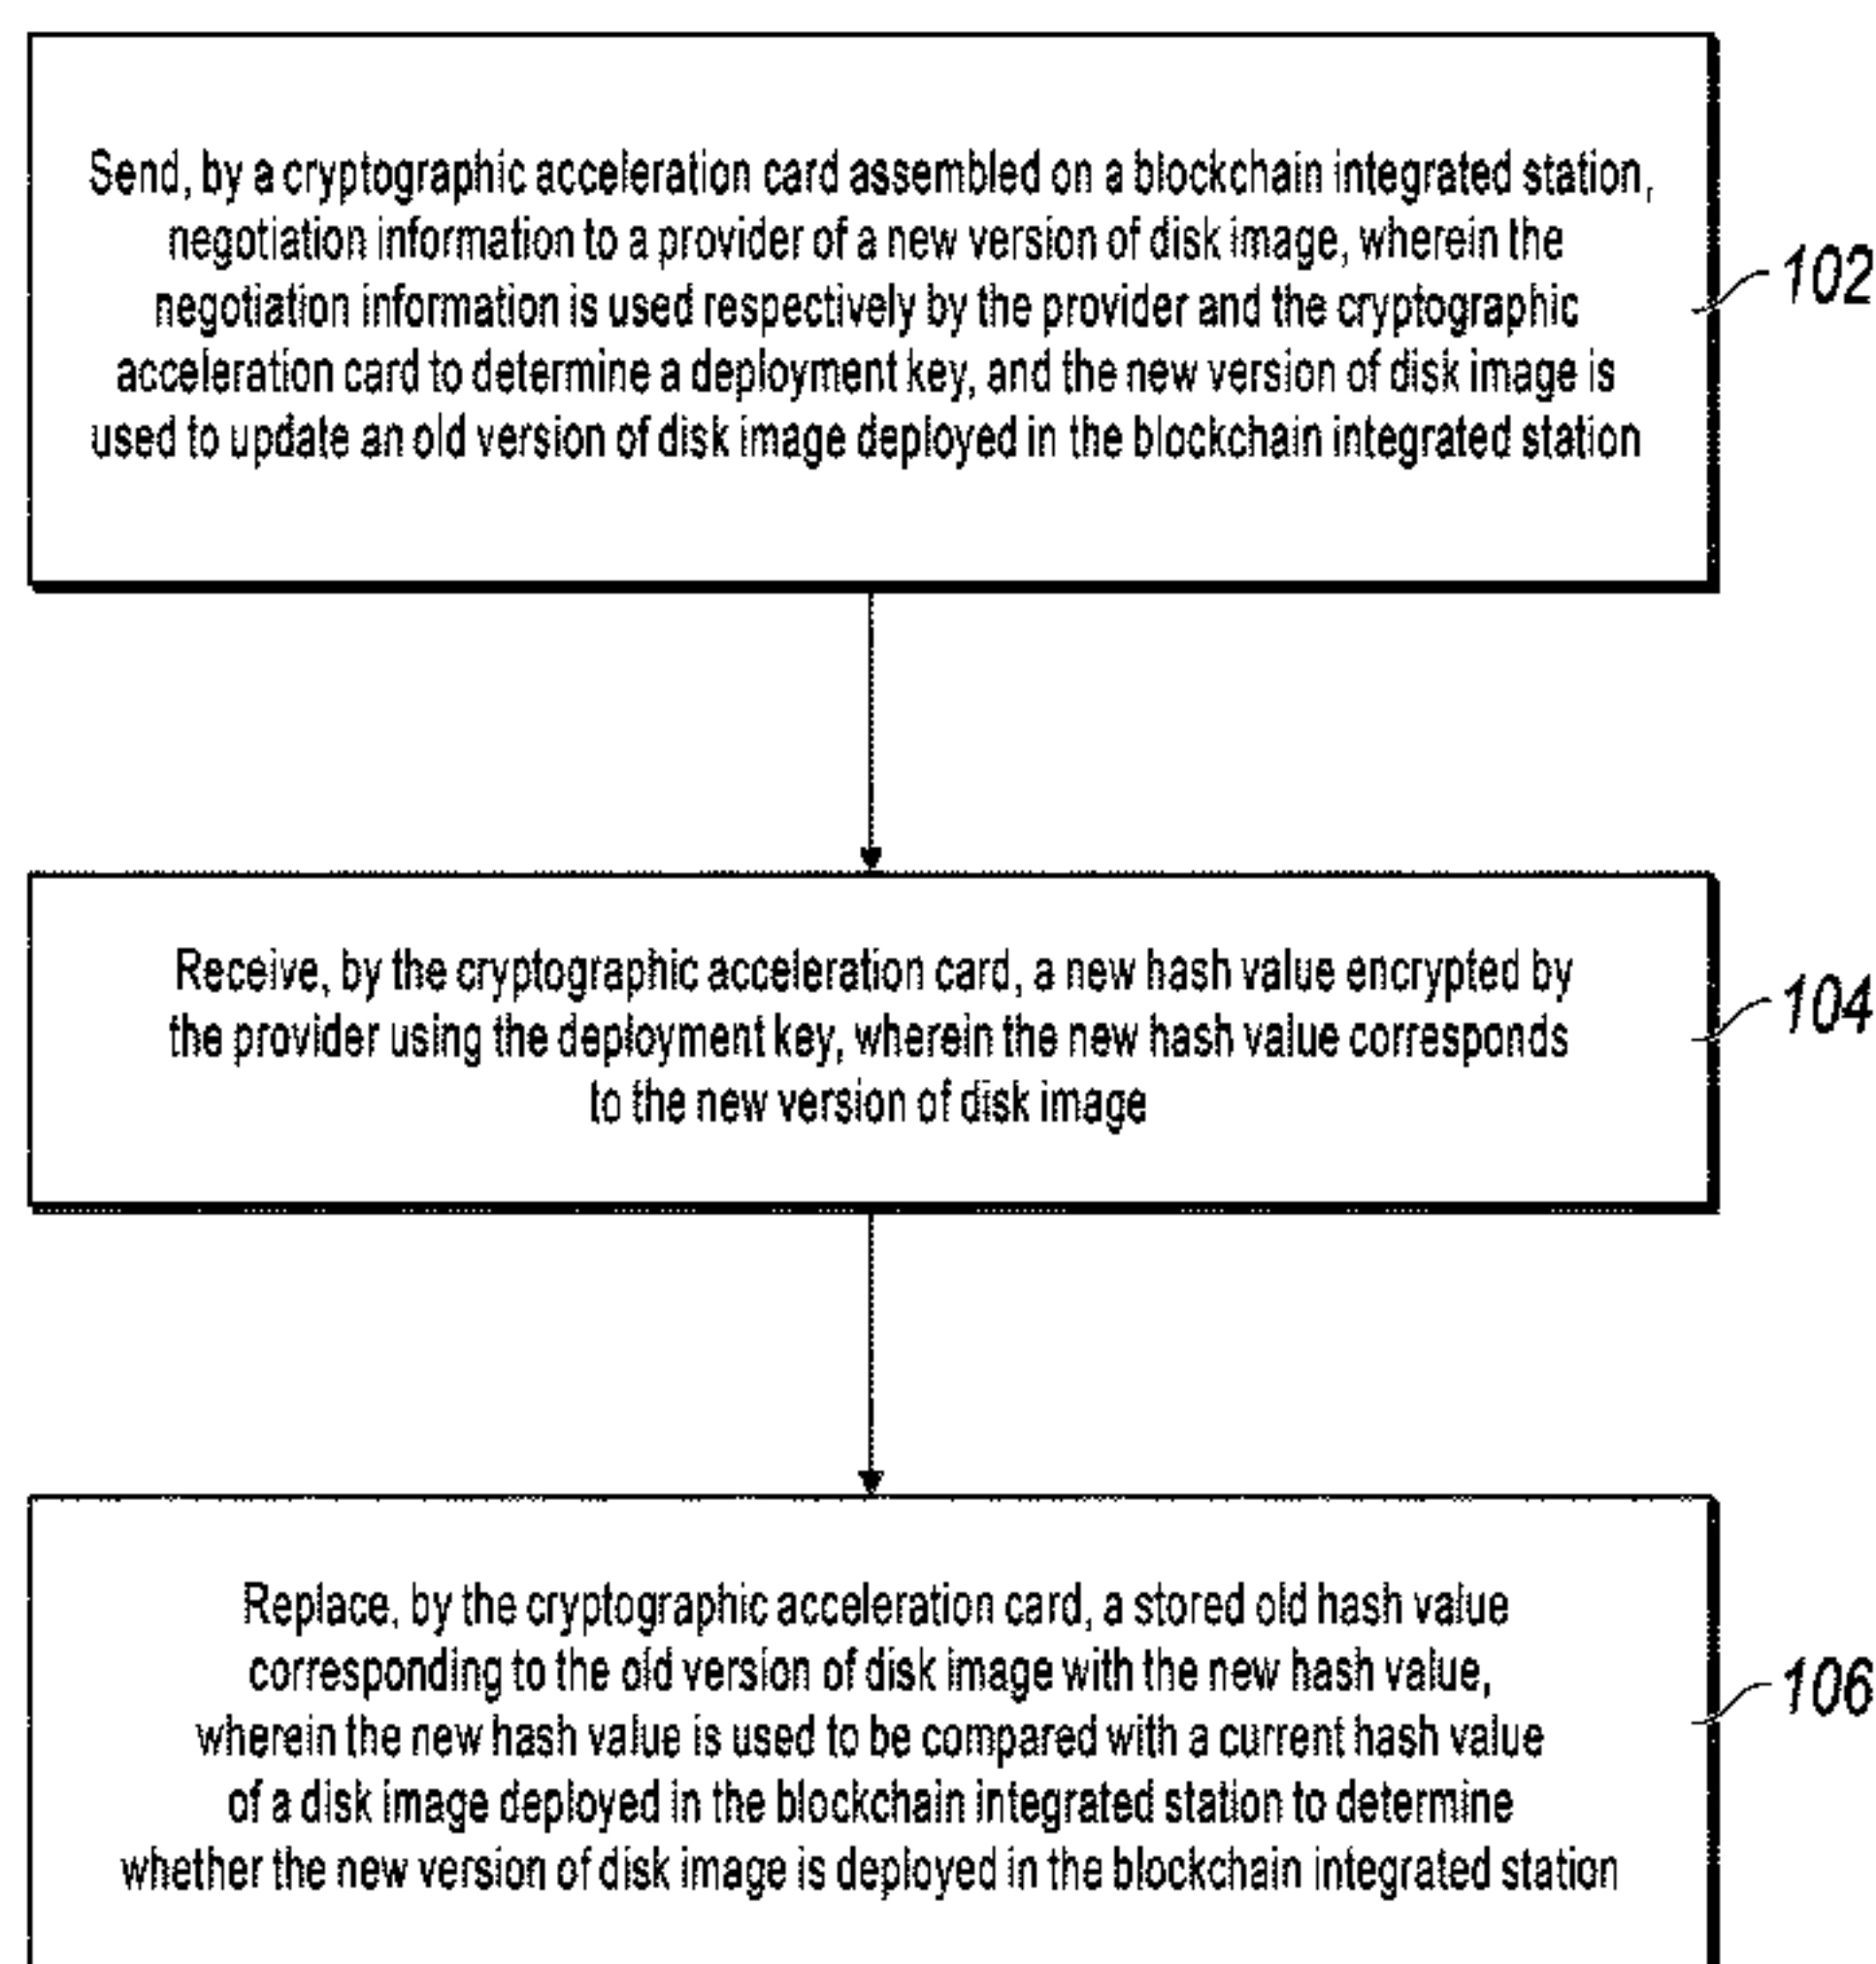 Send, by a cryptographic acceleration card assembled on a blockchain integrated station,
negotiation information to a provider of a new version of disk image, wherein the
negotiation information is used respectively by the provider and the cryptographic
acceleration card to determine a deployment key, and the new version of disk image is
used to update an old version of disk image deployed in the blockchain integrated station
102
Receive, by the cryptographic acceleration card, a new hash value encrypted by
the provider using the deployment key, wherein the new hash value corresponds
to the new version of disk image
104
Replace, by the cryptographic acceleration card, a stored old hash value
corresponding to the old version of disk image with the new hash value,
wherein the new hash value is used to be compared with a current hash value
of a disk image deployed in the blockchain integrated station to determine
whether the new version of disk image is deployed in the blockchain integrated station
106